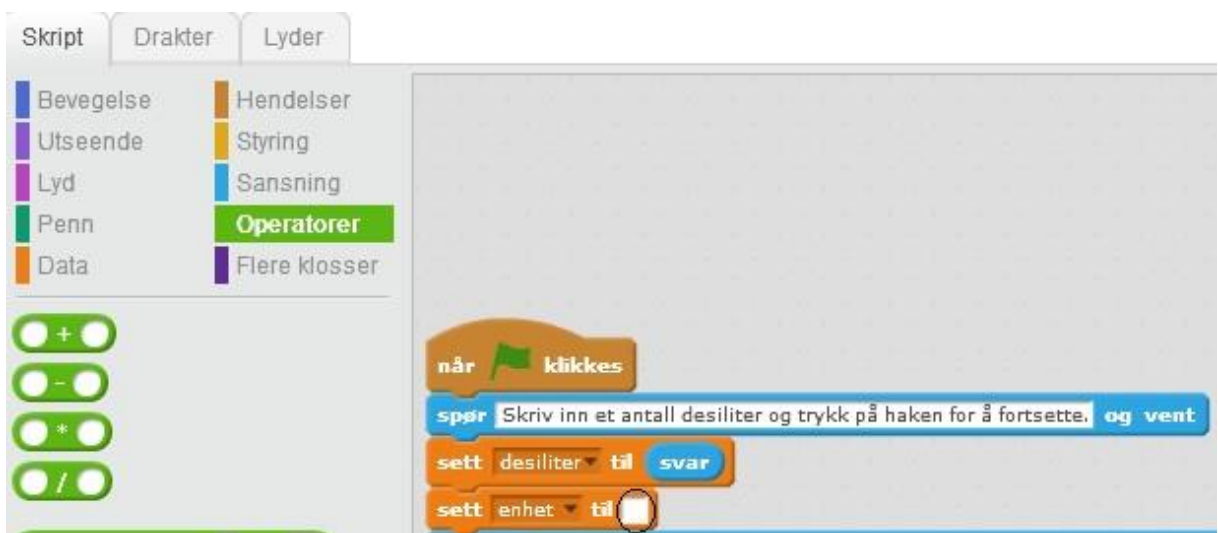 Skript Drakter Lyder
Bevegelse Hendelser
Utseende Styring
Lyd Sansning
Penn Operatorer
Data Flere klosser
+
-
*
/
når klikkes
spør Skriv inn et antall desiliter og trykk på haken for å fortsette. og vent
sett desiliter til svar
sett enhet til